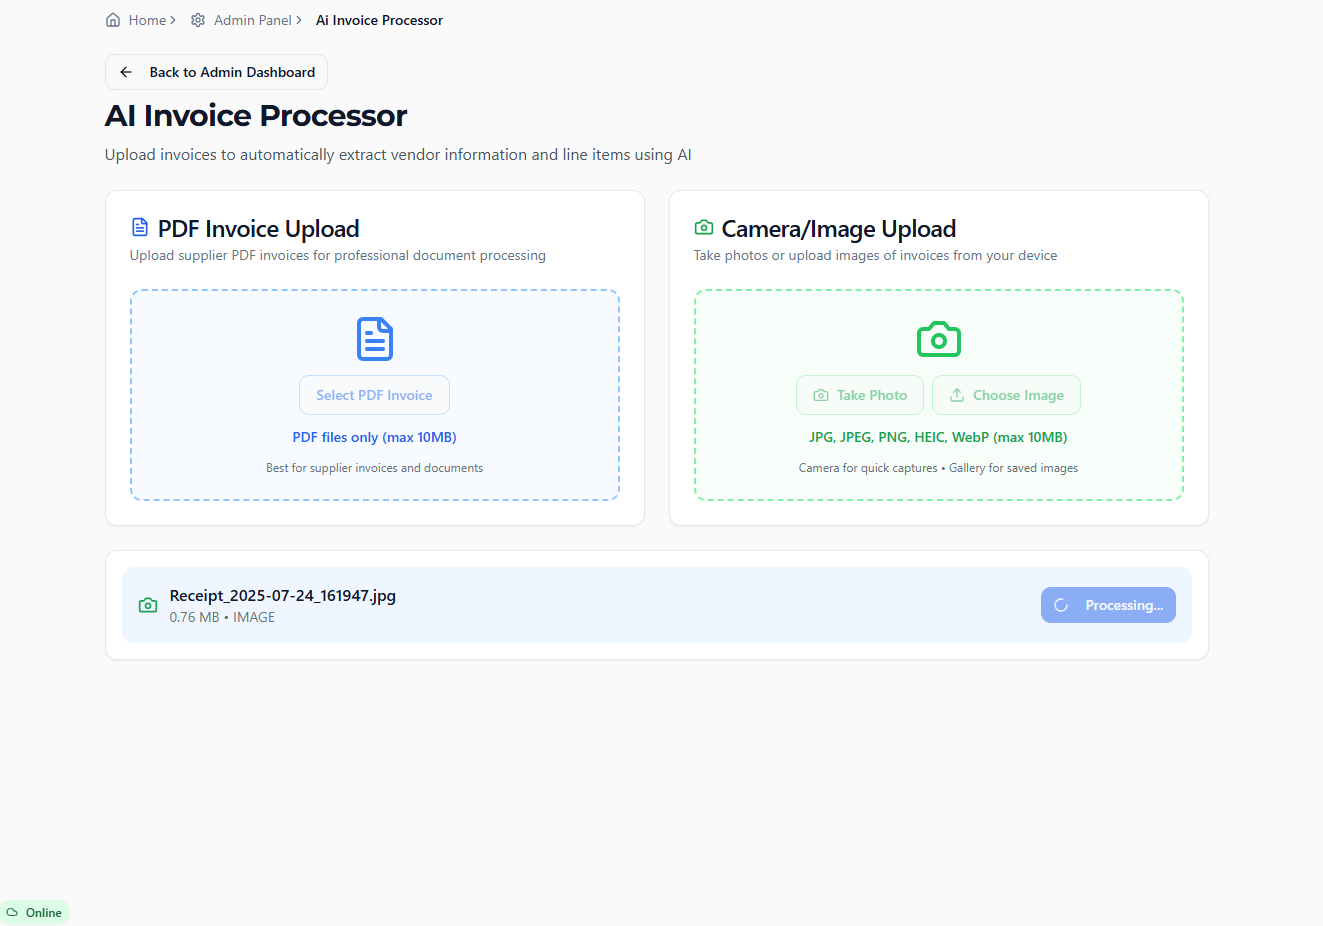 Home > Admin Panel > Ai Invoice Processor
Back to Admin Dashboard
AI Invoice Processor
Upload invoices to automatically extract vendor information and line items using AI
PDF Invoice Upload
Upload supplier PDF invoices for professional document processing
Select PDF Invoice
PDF files only (max 10MB)
Best for supplier invoices and documents
Camera/Image Upload
Take photos or upload images of invoices from your device
Take Photo
Choose Image
JPG, JPEG, PNG, HEIC, WebP (max 10MB)
Camera for quick captures • Gallery for saved images
Receipt_2025-07-24_161947.jpg
0.76 MB • IMAGE
Processing...
Online